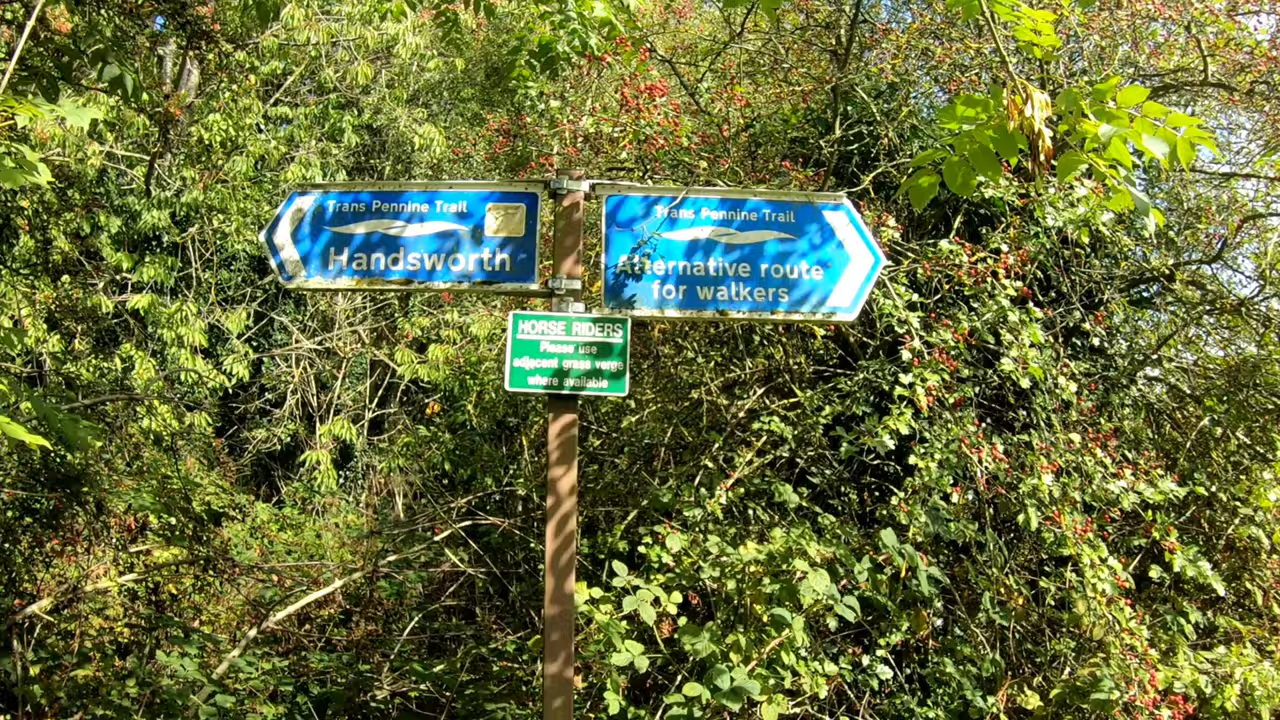 Trans Pennine Trail
Handsworth
Trans Pennine Trail
Alternative route
for walkers
HORSE RIDERS
Please use
adjecent grass verge
where available